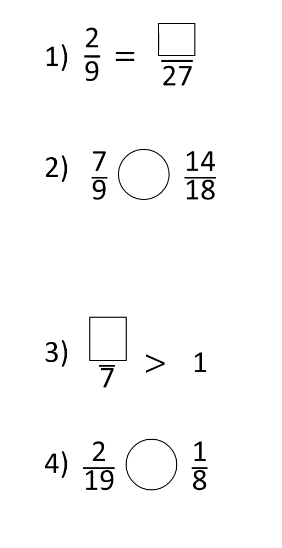 1) 2/9 = □/27
2) 7/9 ○ 14/18
3) □/7 > 1
4) 2/19 ○ 1/8